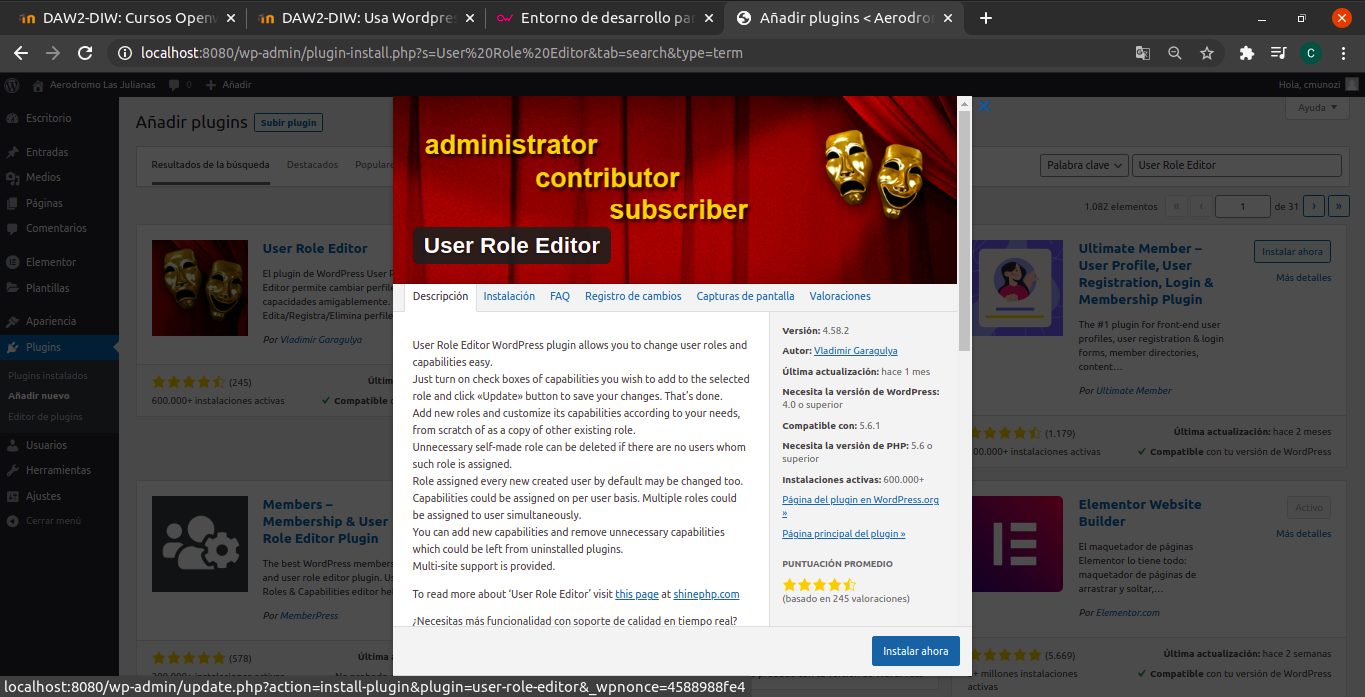 DAW2-DIW: Cursos Openw
DAW2-DIW: Usa Wordpres
Entorno de desarrollo par
Añadir plugins < Aerodrom
localhost:8080/wp-admin/plugin-install.php?s=User%20Role%20Editor&tab=search&type=term
C
Aerodromo Las Julianas
0
Añadir
Hola, cmunozi
Escritorio
Entradas
Medios
Páginas
Comentarios
Elementor
Plantillas
Apariencia
Plugins
Plugins instalados
Añadir nuevo
Editor de plugins
Usuarios
Herramientas
Ajustes
Cerrar menú
Añadir plugins
Subir plugin
Ayuda
Resultados de la búsqueda
Destacados
Populare
Palabra clave
User Role Editor
1.082 elementos
«
‹
1
de 31
›
»
User Role Editor
El plugin de WordPress User R
Editor permite cambiar perfile
capacidades amigablemente.
Edita/Registra/Elimina perfile
Por Vladimir Garagulya
(245)
Últim
600.000+ instalaciones activas
Compatible c
Members –
Membership & User
Role Editor Plugin
The best WordPress members
and user role editor plugin. Us
Roles & Capabilities editor hel
Por MemberPress
(578)
Última
administrator
contributor
subscriber
User Role Editor
Descripción
Instalación
FAQ
Registro de cambios
Capturas de pantalla
Valoraciones
User Role Editor WordPress plugin allows you to change user roles and
capabilities easy.
Just turn on check boxes of capabilities you wish to add to the selected
role and click «Update» button to save your changes. That's done.
Add new roles and customize its capabilities according to your needs,
from scratch of as a copy of other existing role.
Unnecessary self-made role can be deleted if there are no users whom
such role is assigned.
Role assigned every new created user by default may be changed too.
Capabilities could be assigned on per user basis. Multiple roles could
be assigned to user simultaneously.
You can add new capabilities and remove unnecessary capabilities
which could be left from uninstalled plugins.
Multi-site support is provided.
To read more about ‘User Role Editor’ visit this page at shinephp.com
¿Necesitas más funcionalidad con soporte de calidad en tiempo real?
Versión: 4.58.2
Autor: Vladimir Garagulya
Última actualización: hace 1 mes
Necesita la versión de WordPress:
4.0 o superior
Compatible con: 5.6.1
Necesita la versión de PHP: 5.6 o
superior
Instalaciones activas: 600.000+
Página del plugin en WordPress.org
»
Página principal del plugin »
PUNTUACIÓN PROMEDIO
(basado en 245 valoraciones)
Instalar ahora
Ultimate Member –
User Profile, User
Registration, Login &
Membership Plugin
Instalar ahora
Más detalles
The #1 plugin for front-end user
profiles, user registration & login
forms, member directories,
content…
Por Ultimate Member
(1.179)
Última actualización: hace 2 meses
00.000+ instalaciones activas
Compatible con tu versión de WordPress
Elementor Website
Builder
Activo
Más detalles
El maquetador de páginas
Elementor lo tiene todo:
maquetador de páginas de
arrastrar y soltar,…
Por Elementor.com
(5.669)
Última actualización: hace 2 semanas
+ millones instalaciones
activas
Compatible con tu versión de WordPress
localhost:8080/wp-admin/update.php?action=install-plugin&plugin=user-role-editor&_wpnonce=4588988fe4